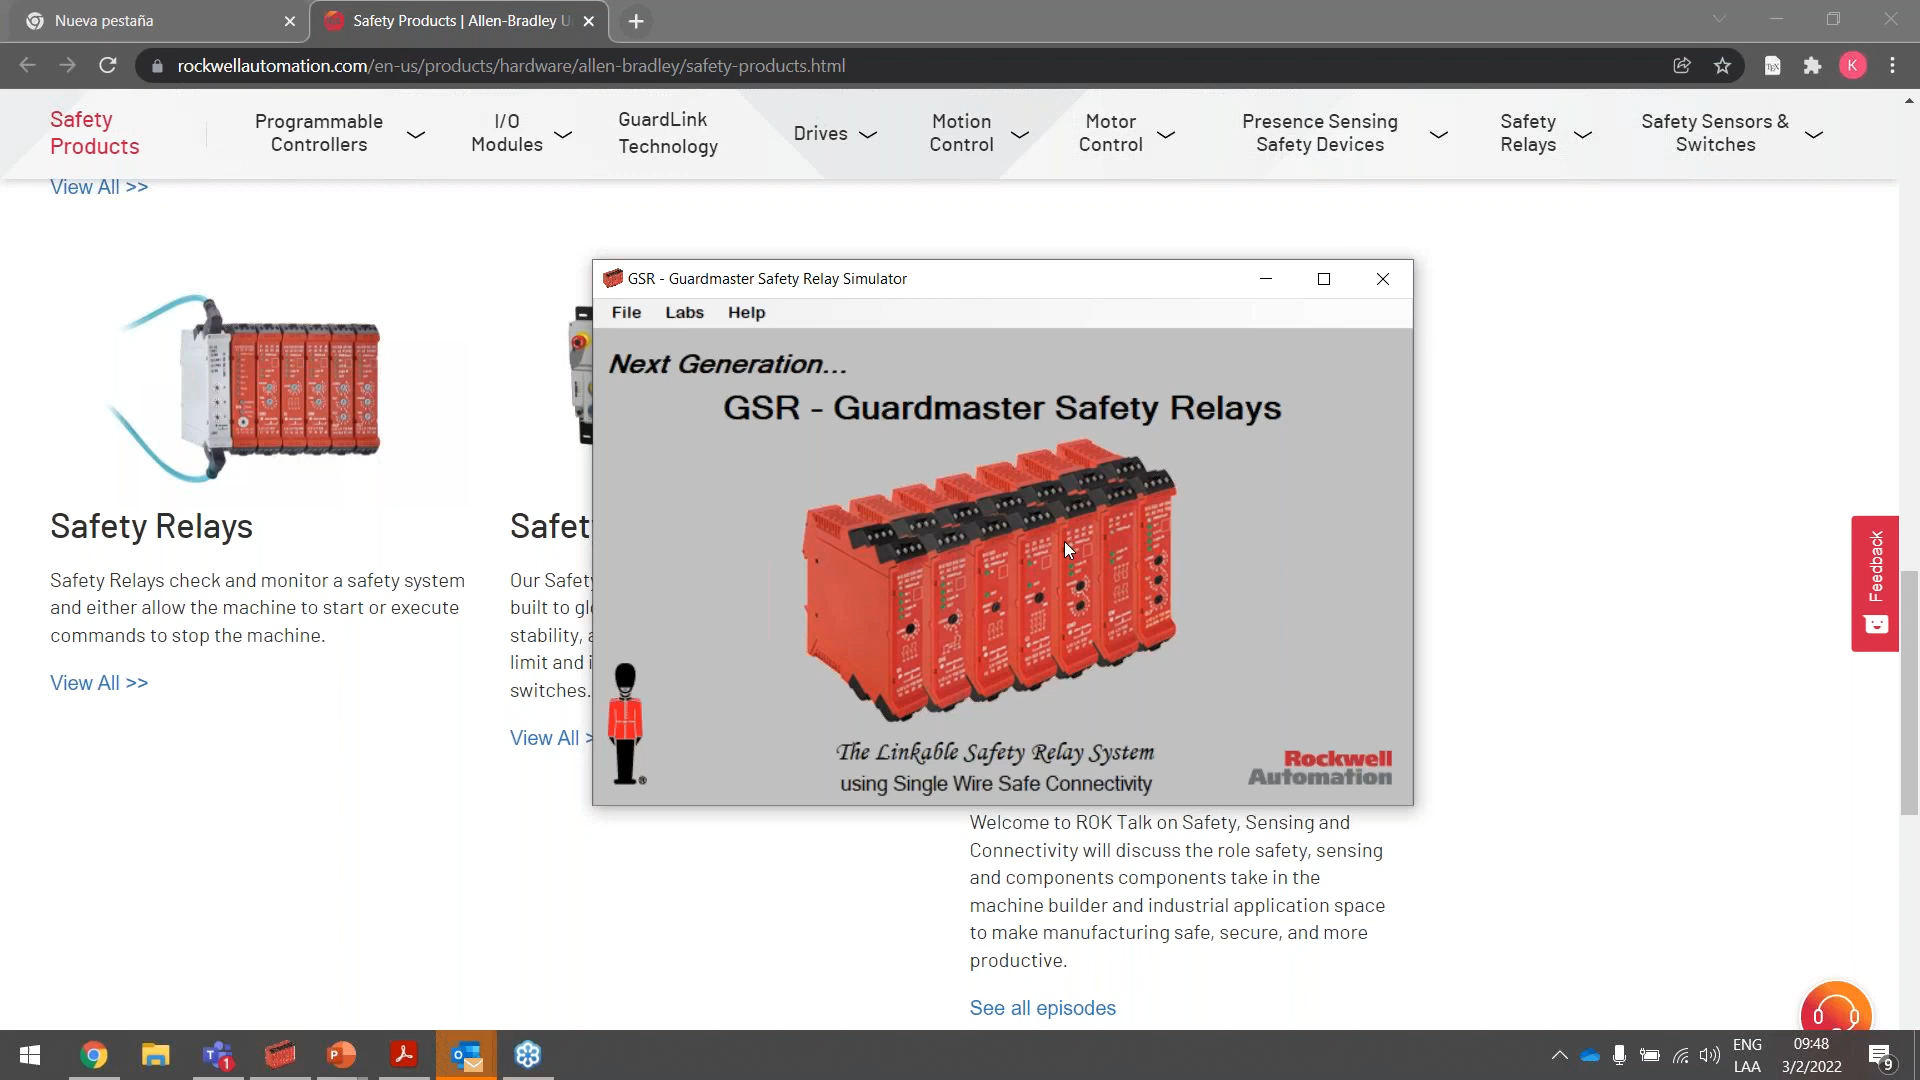 Nueva pestaña
Safety Products | Allen-Bradley U
rockwellautomation.com/en-us/products/hardware/allen-bradley/safety-products.html
K
Safety
Products
Programmable
Controllers
I/O
Modules
GuardLink
Technology
Drives
Motion
Control
Motor
Control
Presence Sensing
Safety Devices
Safety
Relays
Safety Sensors &
Switches
View All >>
GSR - Guardmaster Safety Relay Simulator
File Labs Help
Next Generation...
GSR - Guardmaster Safety Relays
The Linkable Safety Relay System
using Single Wire Safe Connectivity
Rockwell
Automation
Safety Relays
Safety Relays check and monitor a safety system
and either allow the machine to start or execute
commands to stop the machine.
View All >>
Safet
Our Safety
built to gl
stability, a
limit and i
switches.
View All >
Welcome to ROK Talk on Safety, Sensing and
Connectivity will discuss the role safety, sensing
and components components take in the
machine builder and industrial application space
to make manufacturing safe, secure, and more
productive.
See all episodes
Feedback
1
ENG
LAA
09:48
3/2/2022
9